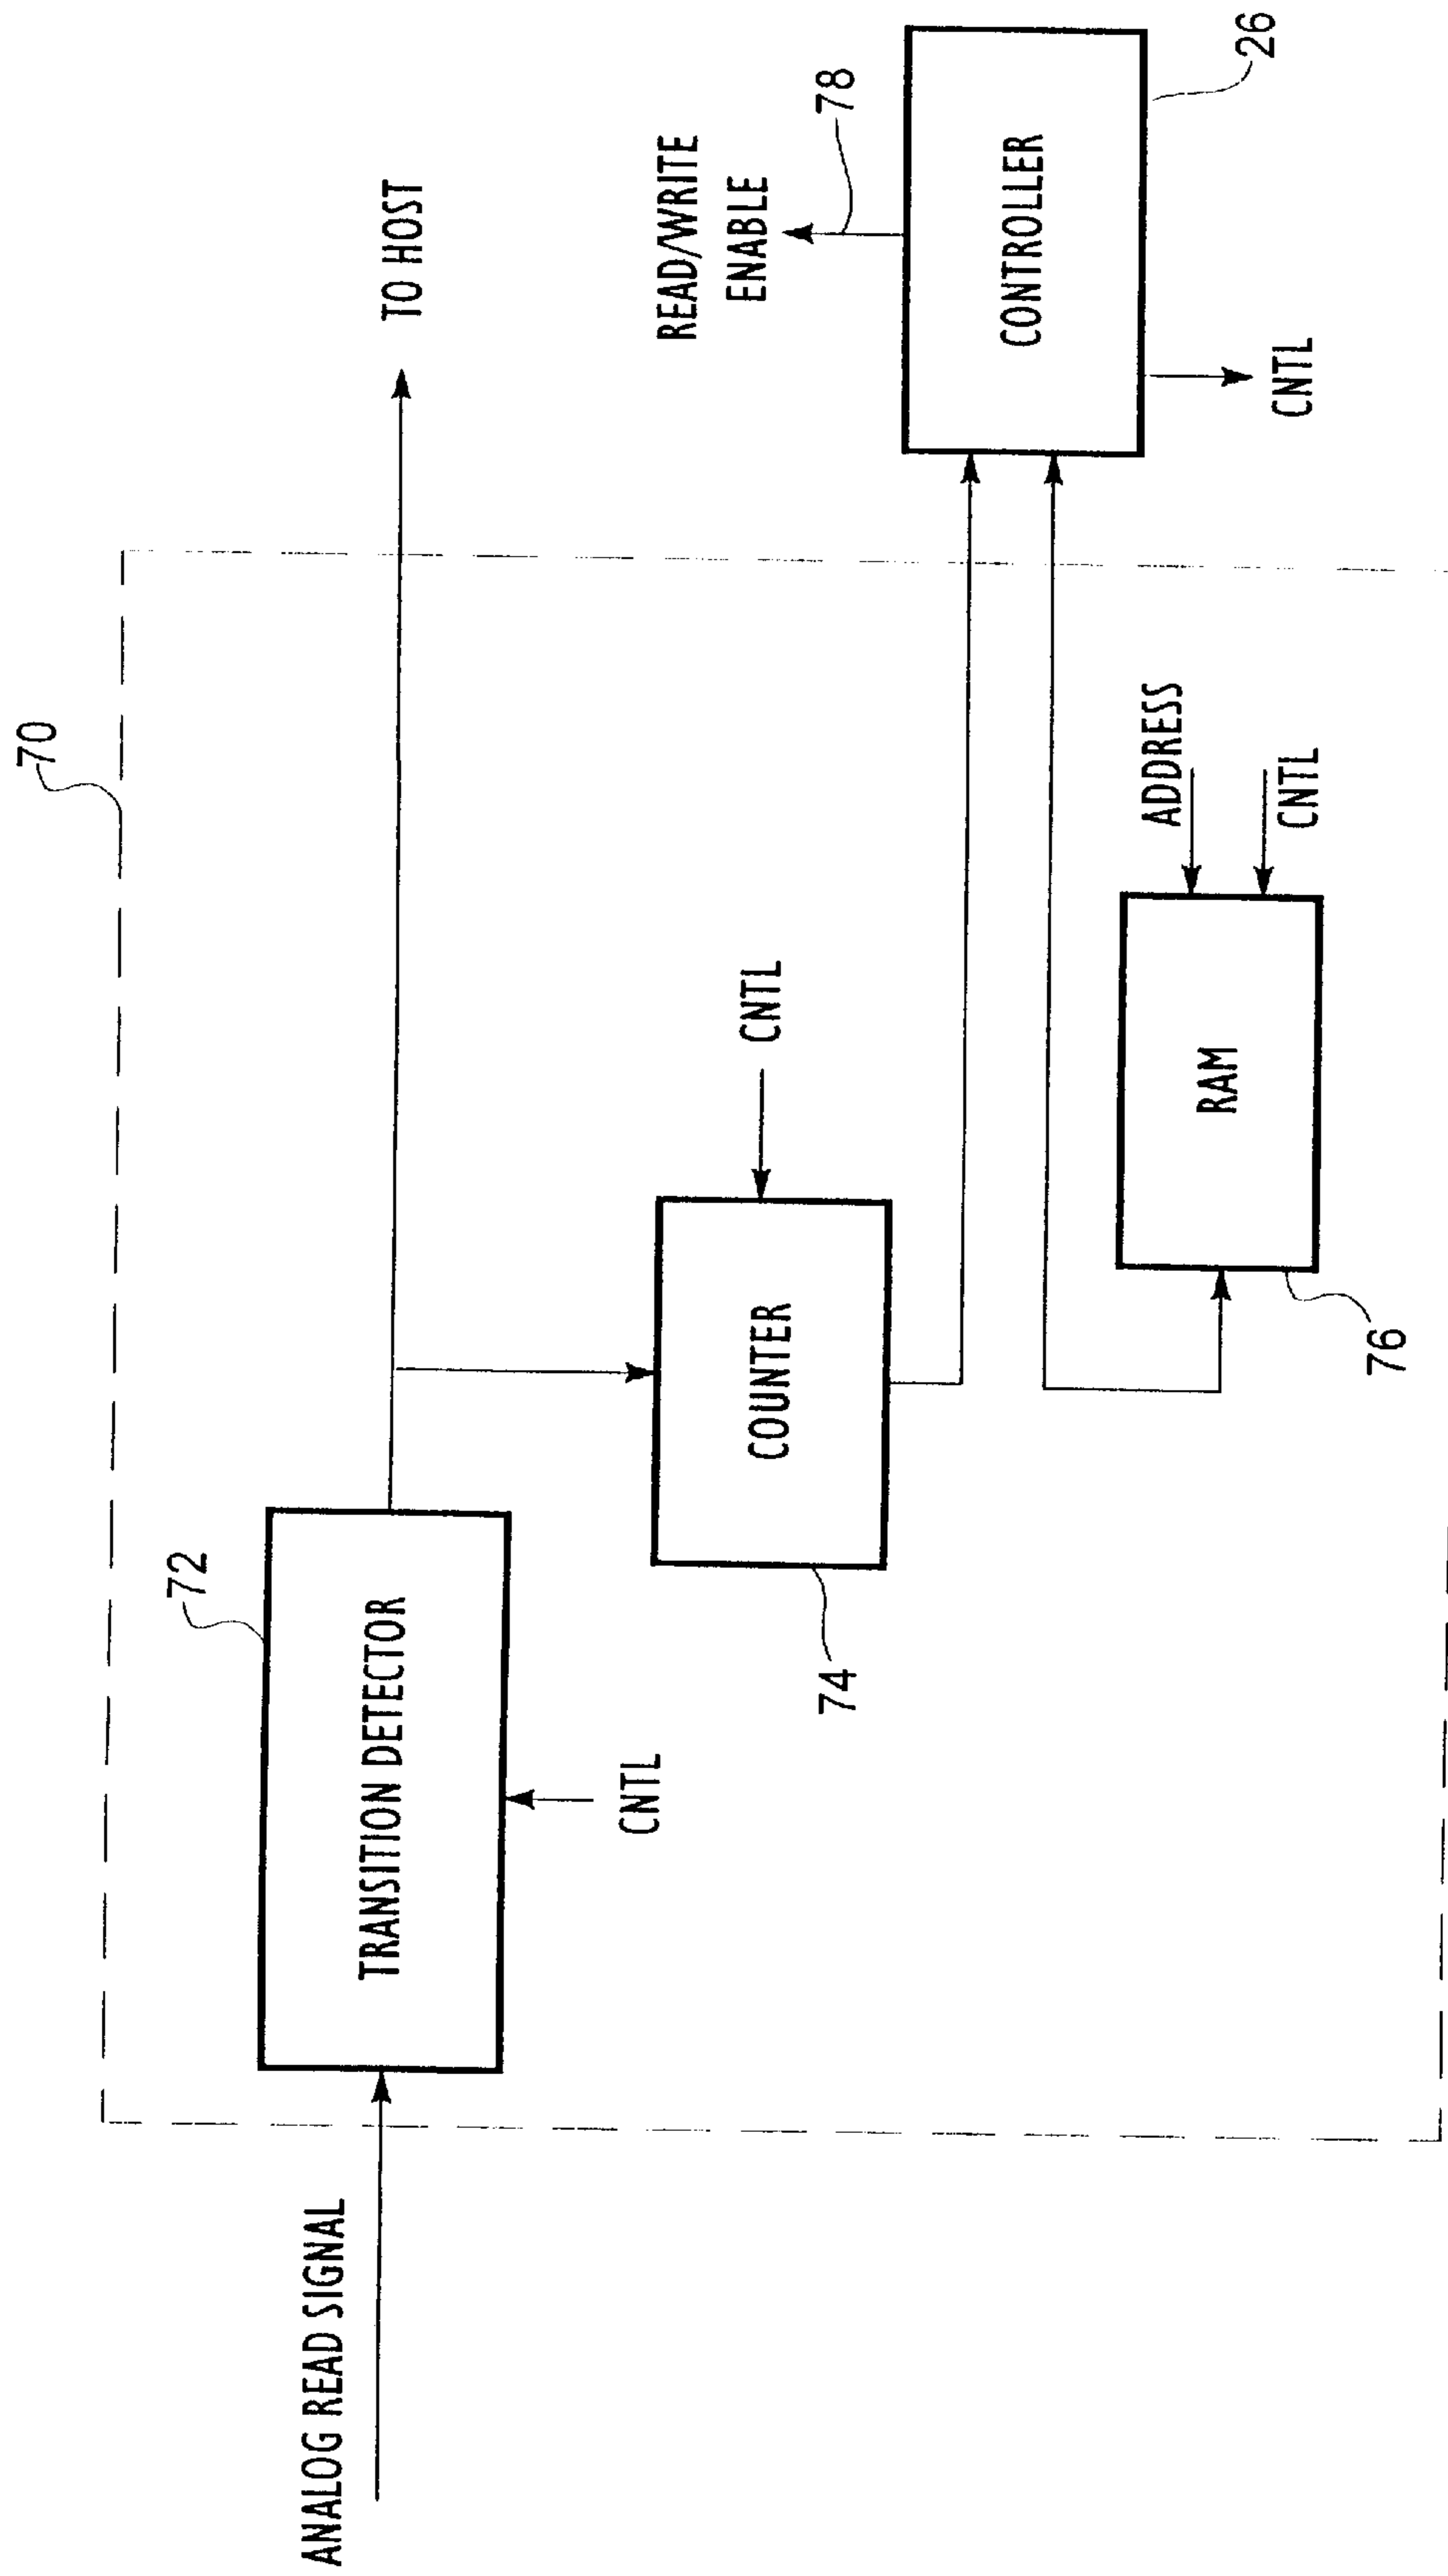 70
72
TRANSITION DETECTOR
ANALOG READ SIGNAL
TO HOST
CNTL
COUNTER
CNTL
74
READ/WRITE
ENABLE
78
CONTROLLER
26
CNTL
ADDRESS
CNTL
RAM
76